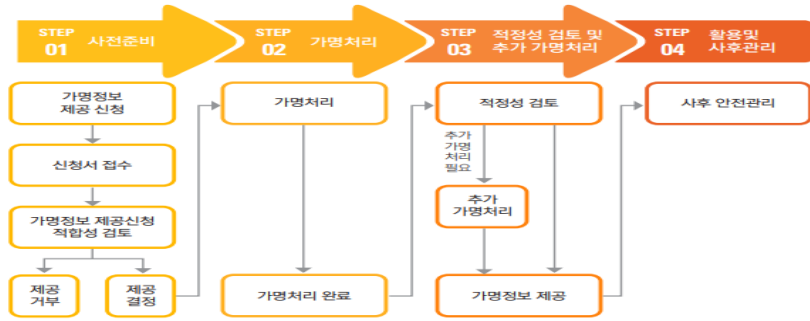 STEP
01
사전준비
STEP
02
가명처리
STEP
03
적정성 검토 및
추가 가명처리
STEP
04
활용및
사후관리
가명정보
제공 신청
신청서 접수
가명정보 제공신청
적합성 검토
제공
거부
제공
결정
가명처리
가명처리 완료
적정성 검토
추가
가명
처리
필요
추가
가명처리
가명정보 제공
사후 안전관리